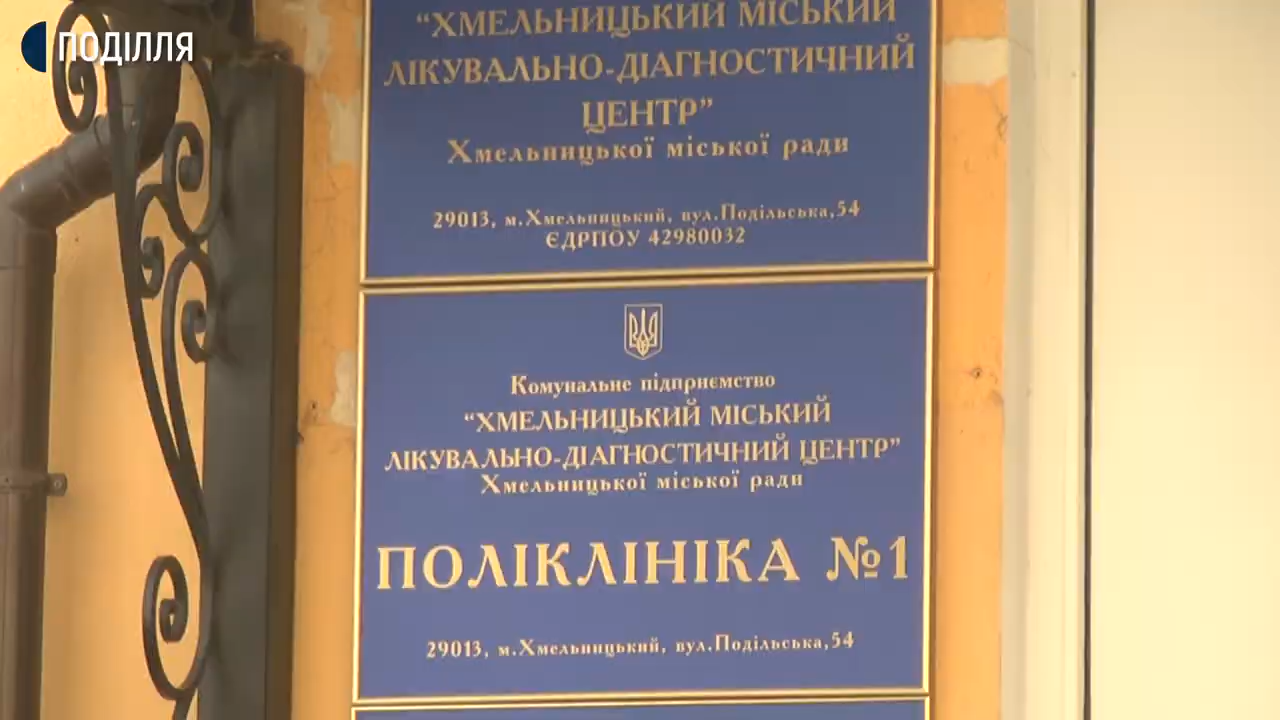 ПОДІЛЛЯ
“ХМЕЛЬНИЦЬКИЙ МІСЬКИЙ
ЛІКУВАЛЬНО-ДІАГНОСТИЧНИЙ
ЦЕНТР”
Хмельницької міської ради
29013, м.Хмельницький, вул.Подільська,54
ЄДРПОУ 42980032
Комунальне підприємство
“ХМЕЛЬНИЦЬКИЙ МІСЬКИЙ
ЛІКУВАЛЬНО-ДІАГНОСТИЧНИЙ ЦЕНТР”
Хмельницької міської ради
ПОЛІКЛІНІКА №1
29013, м.Хмельницький, вул.Подільська,54